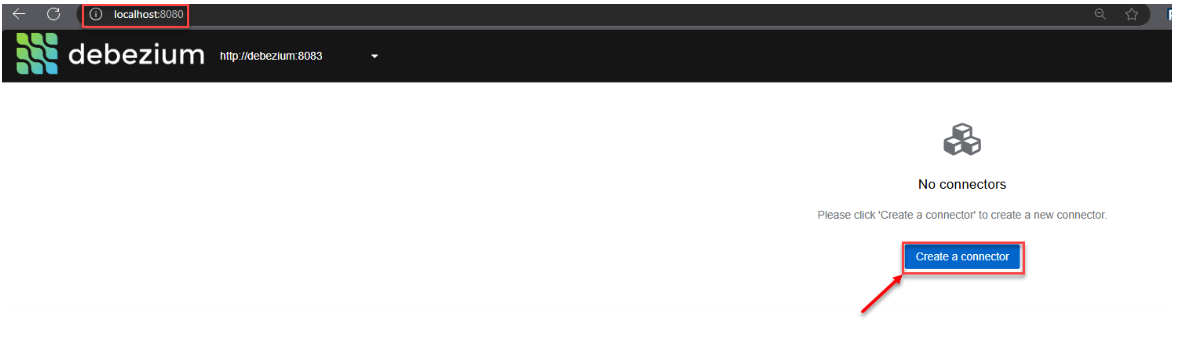 localhost:8080
debezium http://debezium:8083
No connectors
Please click 'Create a connector' to create a new connector.
Create a connector